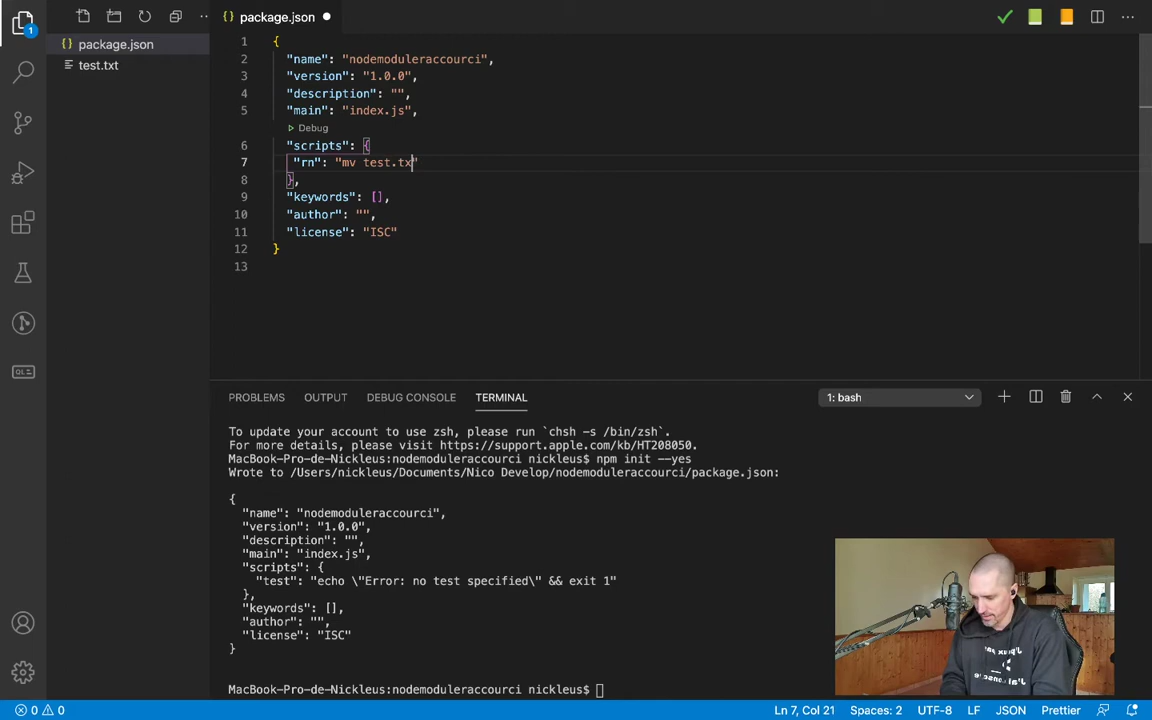 package.json
1
package.json
test.txt
1 {
2 "name": "nodemoduleraccourci",
3 "version": "1.0.0",
4 "description": "",
5 "main": "index.js",
Debug
6 "scripts": {
7 "rn": "mv test.tx"
8 },
9 "keywords": [],
10 "author": "",
11 "license": "ISC"
12 }
13
PROBLEMS OUTPUT DEBUG CONSOLE TERMINAL 1: bash
To update your account to use zsh, please run `chsh -s /bin/zsh`.
For more details, please visit https://support.apple.com/kb/HT208050.
MacBook-Pro-de-Nickleus:nodemoduleraccourci nickleus$ npm init --yes
Wrote to /Users/nickleus/Documents/Nico Develop/nodemoduleraccourci/package.json:
{
"name": "nodemoduleraccourci",
"version": "1.0.0",
"description": "",
"main": "index.js",
"scripts": {
"test": "echo \"Error: no test specified\" && exit 1"
},
"keywords": [],
"author": "",
"license": "ISC"
}
MacBook-Pro-de-Nickleus:nodemoduleraccourci nickleus$
0 0 Ln 7, Col 21 Spaces: 2 UTF-8 LF JSON Prettier